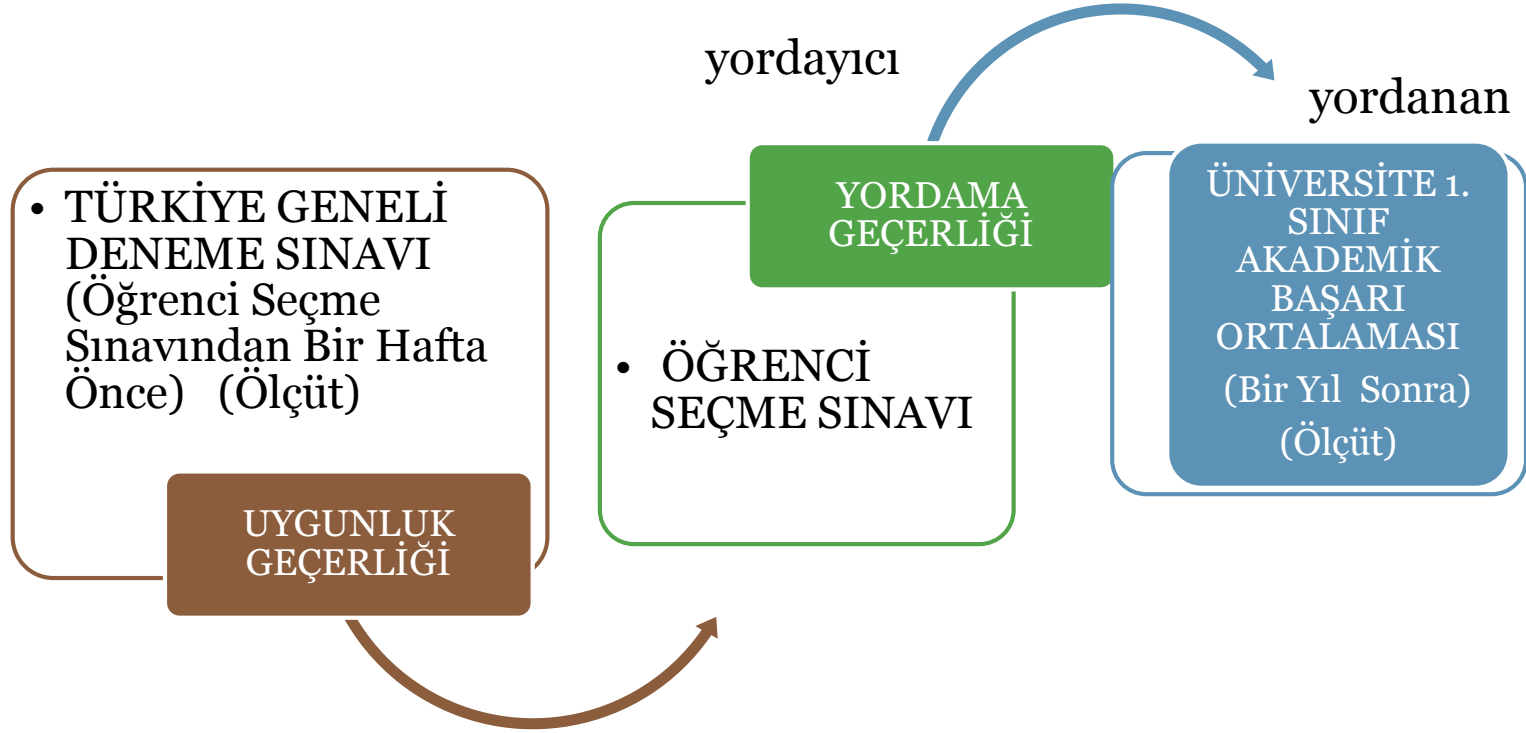 • TÜRKİYE GENELİ
DENEME SINAVI
(Öğrenci Seçme
Sınavından Bir Hafta
Önce) (Ölçüt)
UYGUNLUK
GEÇERLİĞİ
yordayıcı
YORDAMA
GEÇERLİĞİ
• ÖĞRENCİ
SEÇME SINAVI
yordanan
ÜNİVERSİTE 1.
SINIF
AKADEMİK
BAŞARI
ORTALAMASI
(Bir Yıl Sonra)
(Ölçüt)